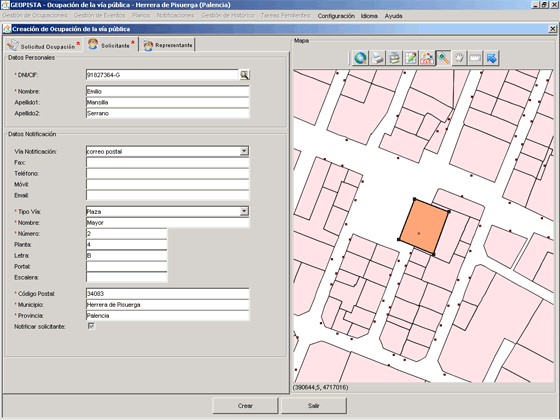 GEOPISTA - Ocupación de la vía pública - Herrera de Pisuerga (Palencia)
Gestión de Ocupaciones Gestión de Eventos Planos Notificaciones Gestión de Histórico Tareas Pendientes Configuración Idioma Ayuda
Creación de Ocupación de la vía pública
Solicitud Ocupación * Solicitante * Representante
Mapa
Datos Personales
* DNI/CIF: 91827364-G
* Nombre: Emilio
Apellido1: Mansilla
Apellido2: Serrano
Datos Notificación
Vía Notificación: correo postal
Fax:
Teléfono:
Móvil:
Email:
* Tipo Vía: Plaza
* Nombre: Mayor
* Número: 2
Planta: 4
Letra: B
Portal:
Escalera:
* Código Postal: 34083
* Municipio: Herrera de Pisuerga
* Provincia: Palencia
Notificar solicitante:
(390644,5, 4717016)
Crear Salir